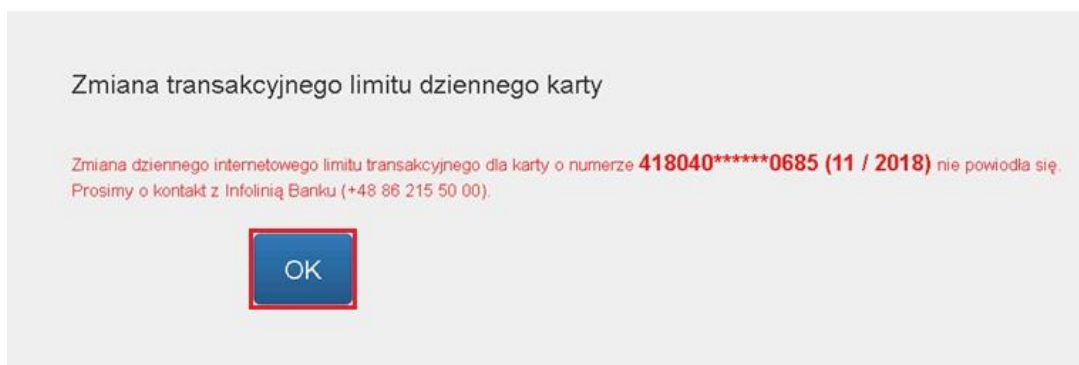 Zmiana transakcyjnego limitu dziennego karty
Zmiana dziennego internetowego limitu transakcyjnego dla karty o numerze 418040******0685 (11 / 2018) nie powiodła się.
Prosimy o kontakt z Infolinią Banku (+48 86 215 50 00).
OK